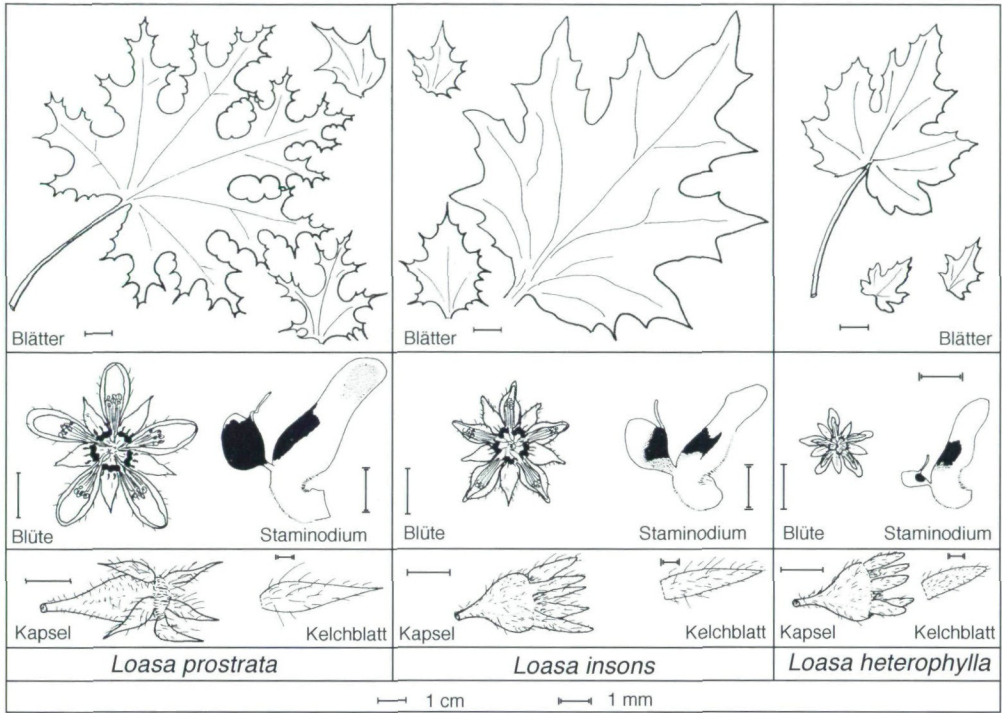 Blätter
Blätter
Blätter
Blüte
Staminodium
Blüte
Staminodium
Blüte
Staminodium
Kapsel
Kelchblatt
Kapsel
Kelchblatt
Kapsel
Kelchblatt
Loasa prostrata
Loasa insons
Loasa heterophylla
1 cm
1 mm